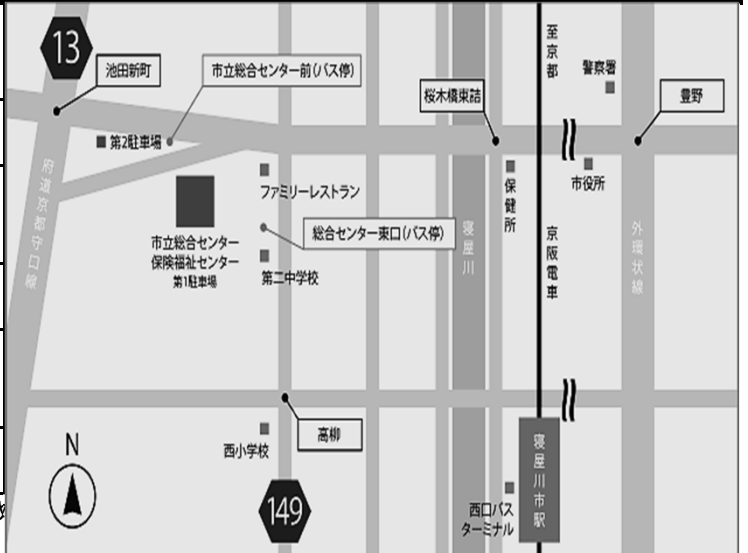 13
池田新町
市立総合センター前(バス停)
第2駐車場
桜木橋東詰
至京都
警察署
豊野
市役所
保健所
ファミリーレストラン
総合センター東口(バス停)
市立総合センター
保険福祉センター
第1駐車場
第二中学校
府道京都守口線
寝屋川
京阪電車
外環状線
高柳
西小学校
149
寝屋川市駅
西口バス
ターミナル
N